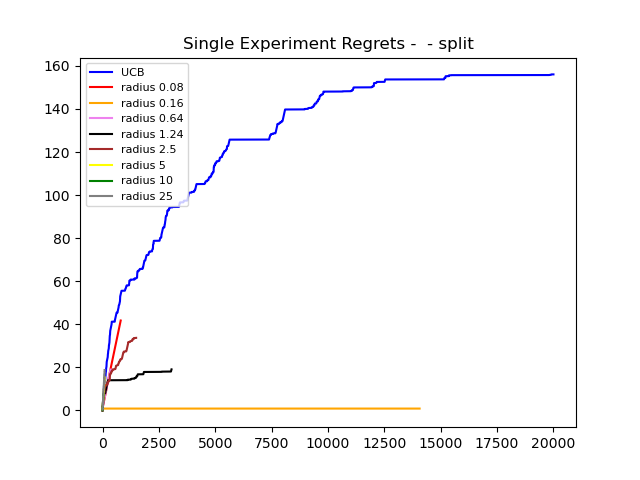 Single Experiment Regrets -  - split
160
140
120
100
80
60
40
20
0
UCB
radius 0.08
radius 0.16
radius 0.64
radius 1.24
radius 2.5
radius 5
radius 10
radius 25
0 2500 5000 7500 10000 12500 15000 17500 20000